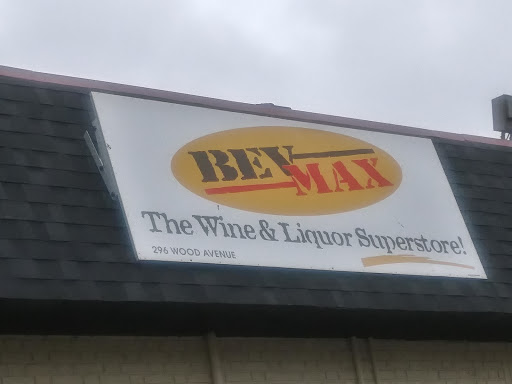 BEV
MAX
The Wine & Liquor Superstore!
296 WOOD AVENUE